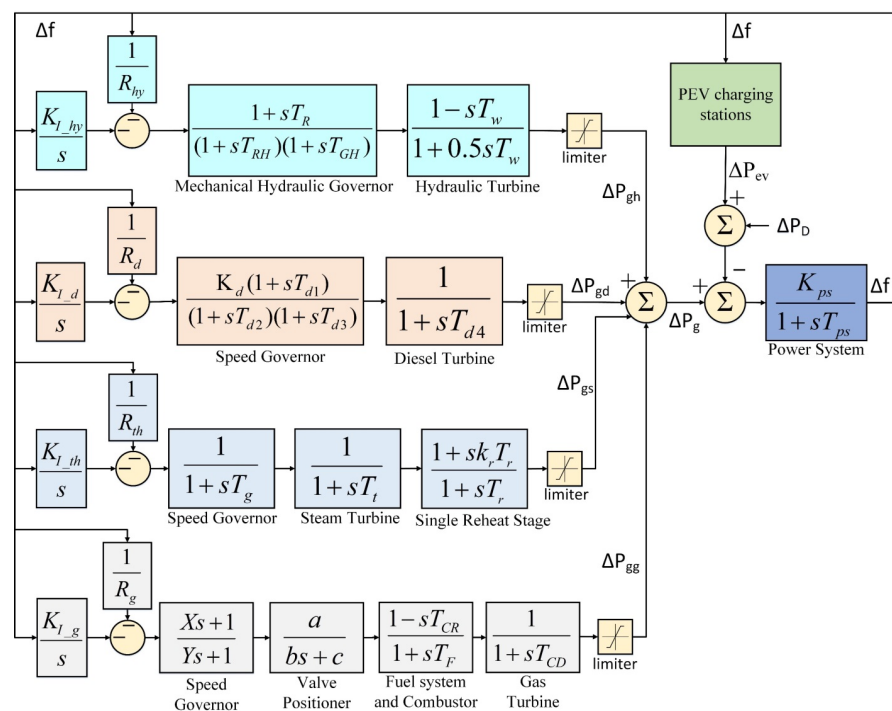 Δf
Δf
1
R_hy
K_I_hy
s
− −
1 + sT_R
(1 + sT_RH)(1 + sT_GH)
Mechanical Hydraulic Governor
1 − sT_w
1 + 0.5sT_w
Hydraulic Turbine
limiter
ΔP_gh
PEV charging
stations
ΔP_ev
+
Σ
ΔP_D
−
1
R_d
K_I_d
s
− −
K_d(1 + sT_d1)
(1 + sT_d2)(1 + sT_d3)
Speed Governor
1
1 + sT_d4
Diesel Turbine
limiter
ΔP_gd
+
Σ
ΔP_g
+
Σ
K_ps
1 + sT_ps
Power System
Δf
1
R_th
K_I_th
s
− −
1
1 + sT_g
Speed Governor
1
1 + sT_t
Steam Turbine
1 + sk_rT_r
1 + sT_r
Single Reheat Stage
limiter
ΔP_gs
1
R_g
K_I_g
s
− −
Xs + 1
Ys + 1
Speed
Governor
a
bs + c
Valve
Positioner
1 − sT_CR
1 + sT_F
Fuel system
and Combustor
1
1 + sT_CD
Gas
Turbine
limiter
ΔP_gg